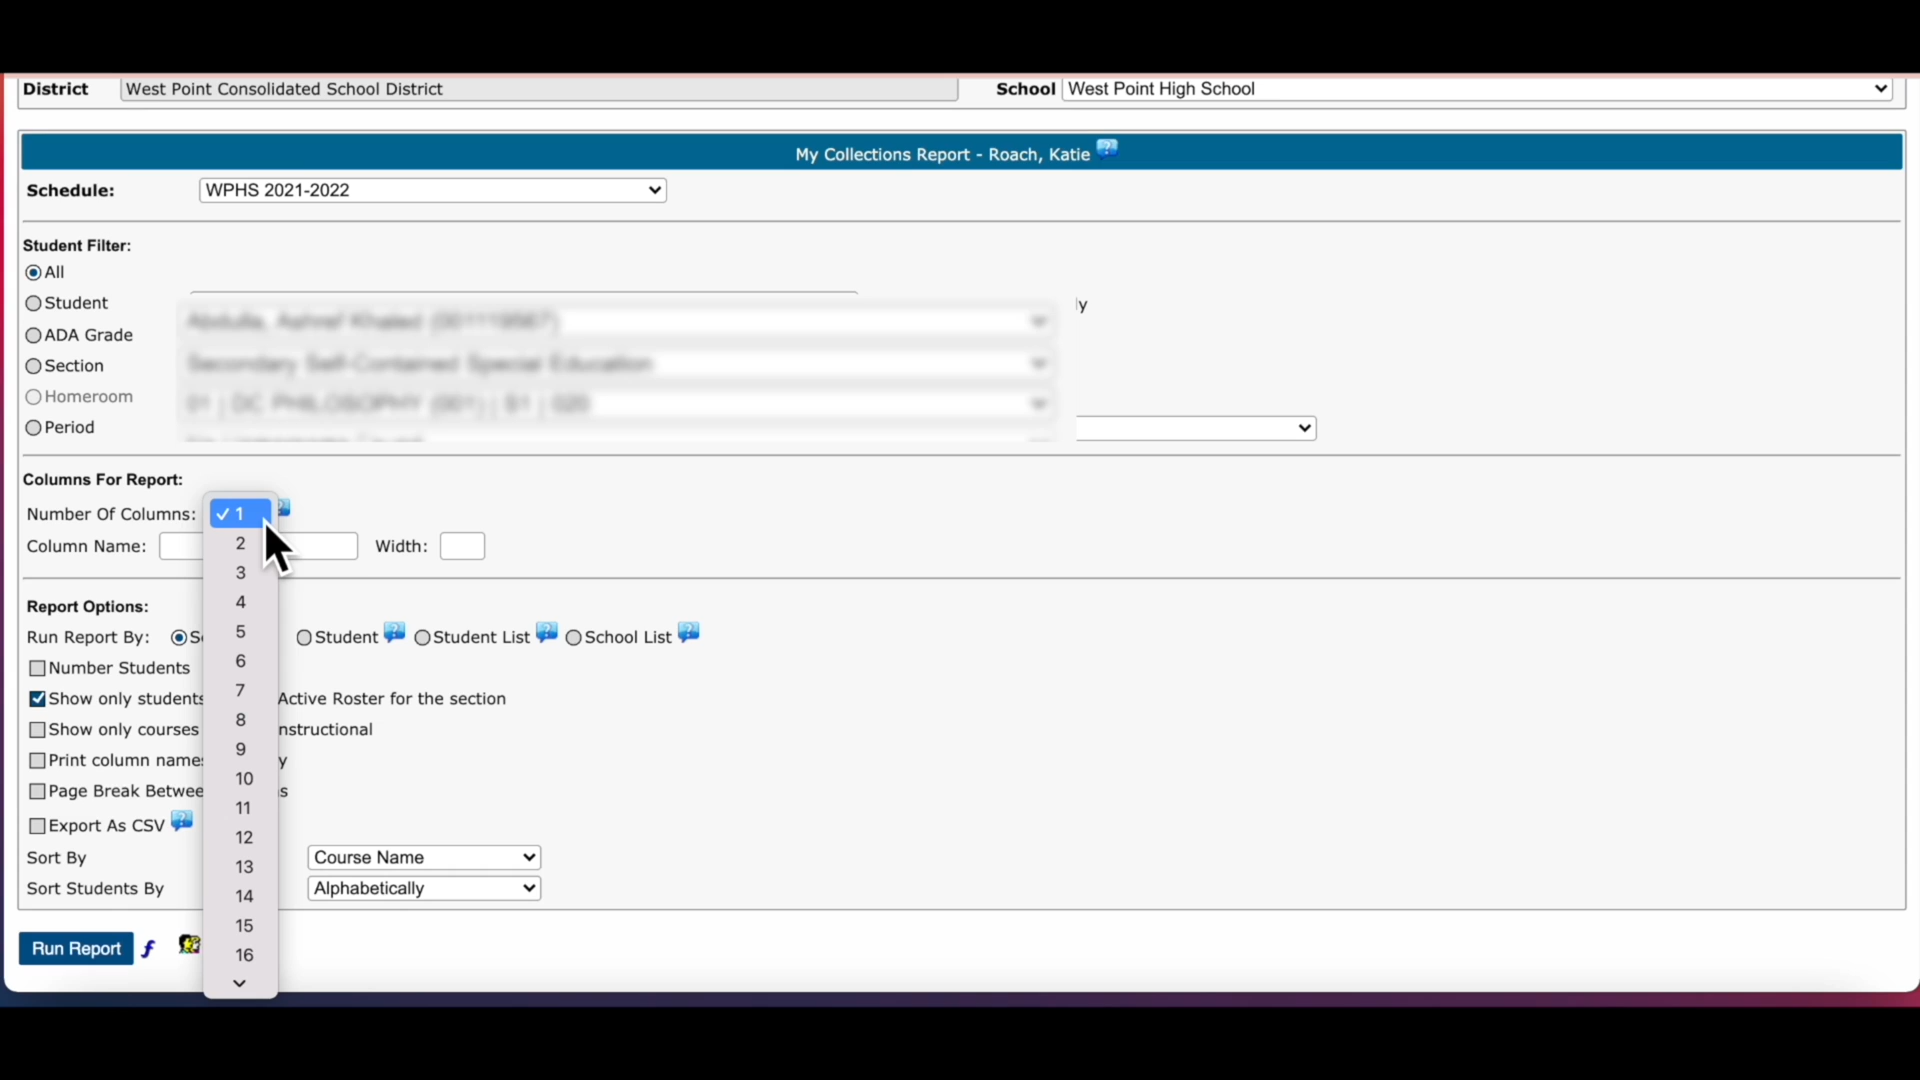 District West Point Consolidated School District School West Point High School
My Collections Report - Roach, Katie
Schedule: WPHS 2021-2022
Student Filter:
All
Student ly
ADA Grade
Section
Homeroom
Period
Columns For Report:
Number Of Columns: ✓ 1
Column Name: 2 Width:
3
4
Report Options:
5
Run Report By: Student Student List School List
6
Number Students
7
Show only students Active Roster for the section
8
Show only courses nstructional
9
Print column names y
10
Page Break Betwee s
11
Export As CSV
12
Sort By Course Name
13
Sort Students By Alphabetically
14
15
Run Report
16